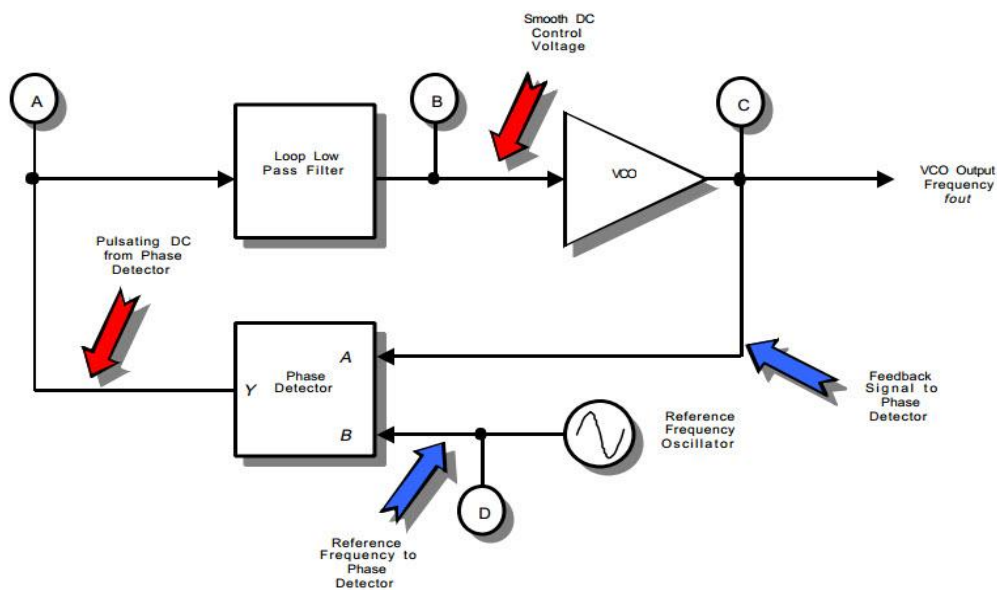 Smooth DC
Control
Voltage
A
B
C
Loop Low
Pass Filter
VCO
VCO Output
Frequency
fout
Pulsating DC
from Phase
Detector
A
Phase
Detector
Y
B
Feedback
Signal to
Phase
Detector
Reference
Frequency
Oscillator
D
Reference
Frequency to
Phase
Detector